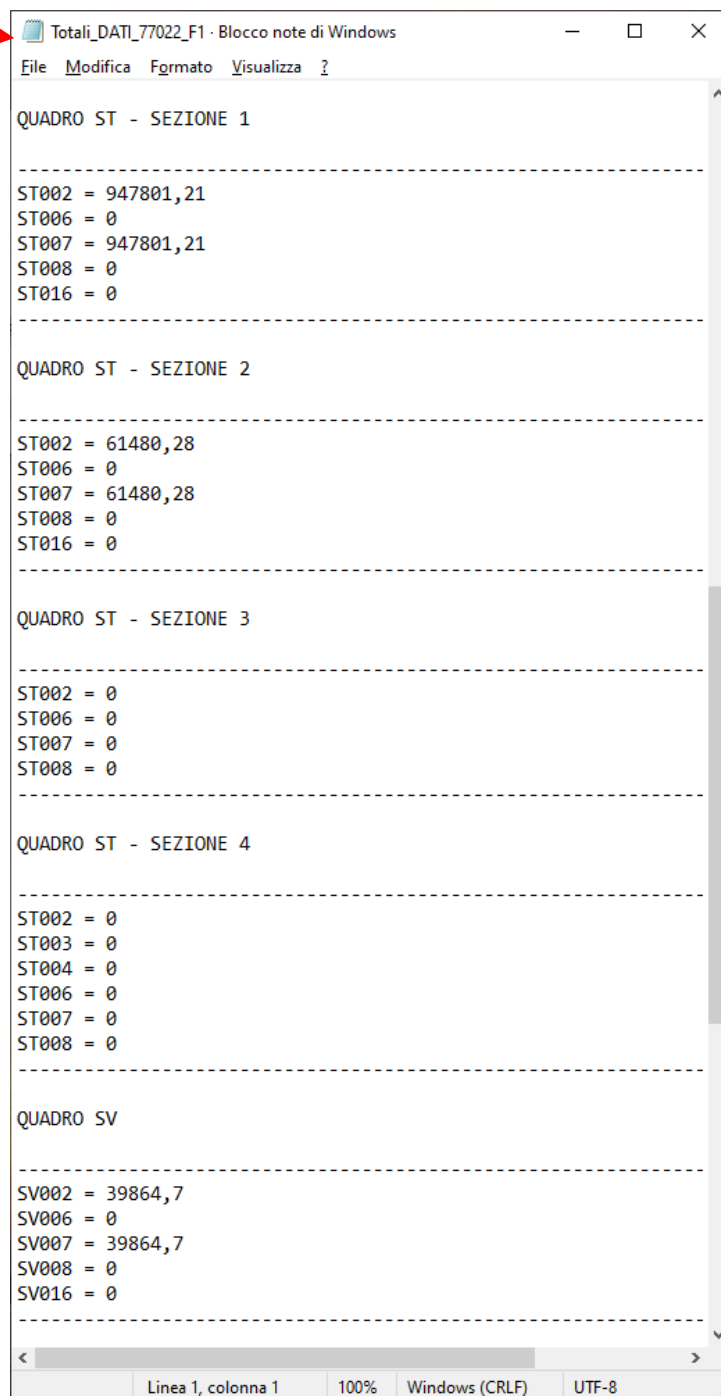 Totali_DATI_77022_F1 - Blocco note di Windows
File Modifica Formato Visualizza ?
QUADRO ST - SEZIONE 1
------------------------------------------------------------
ST002 = 947801,21
ST006 = 0
ST007 = 947801,21
ST008 = 0
ST016 = 0
------------------------------------------------------------
QUADRO ST - SEZIONE 2
------------------------------------------------------------
ST002 = 61480,28
ST006 = 0
ST007 = 61480,28
ST008 = 0
ST016 = 0
------------------------------------------------------------
QUADRO ST - SEZIONE 3
------------------------------------------------------------
ST002 = 0
ST006 = 0
ST007 = 0
ST008 = 0
------------------------------------------------------------
QUADRO ST - SEZIONE 4
------------------------------------------------------------
ST002 = 0
ST003 = 0
ST004 = 0
ST006 = 0
ST007 = 0
ST008 = 0
------------------------------------------------------------
QUADRO SV
------------------------------------------------------------
SV002 = 39864,7
SV006 = 0
SV007 = 39864,7
SV008 = 0
SV016 = 0
------------------------------------------------------------
Linea 1, colonna 1 100% Windows (CRLF) UTF-8